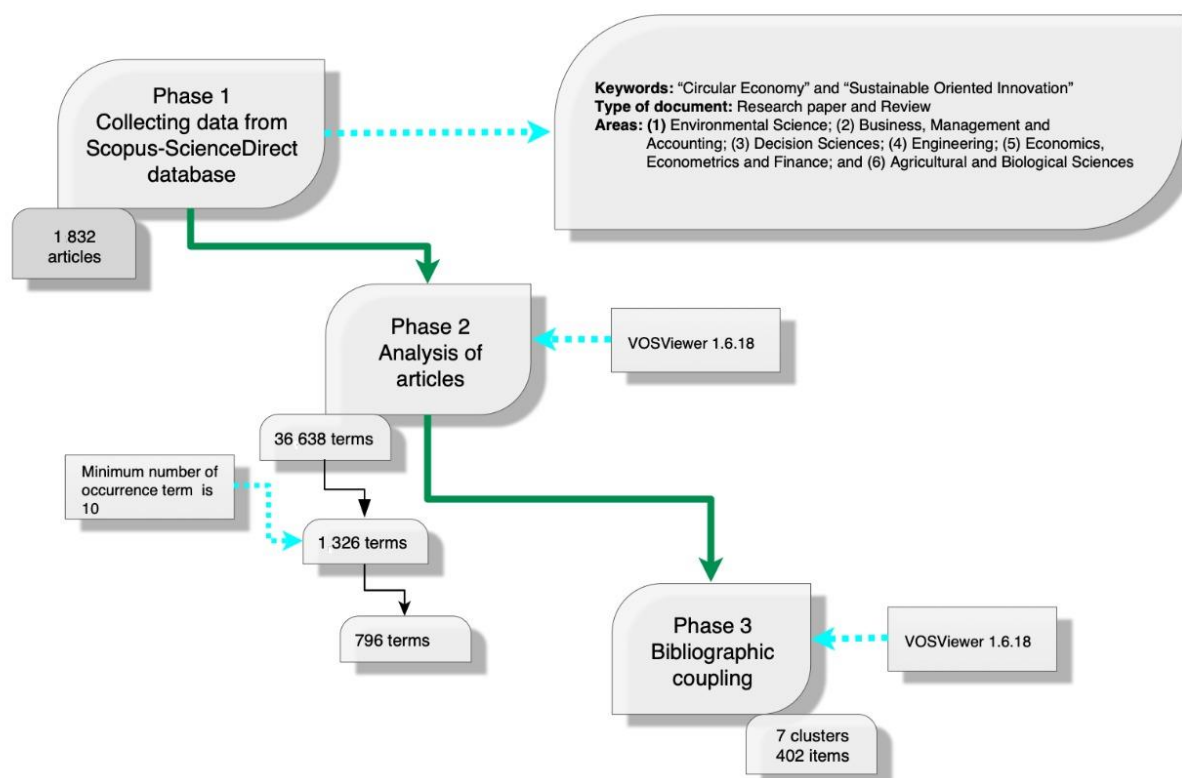 Phase 1
Collecting data from
Scopus-ScienceDirect
database
1 832
articles
Keywords: “Circular Economy” and “Sustainable Oriented Innovation”
Type of document: Research paper and Review
Areas: (1) Environmental Science; (2) Business, Management and
Accounting; (3) Decision Sciences; (4) Engineering; (5) Economics,
Econometrics and Finance; and (6) Agricultural and Biological Sciences
Phase 2
Analysis of
articles
VOSViewer 1.6.18
36 638 terms
Minimum number of
occurrence term is
10
1 326 terms
796 terms
Phase 3
Bibliographic
coupling
VOSViewer 1.6.18
7 clusters
402 items